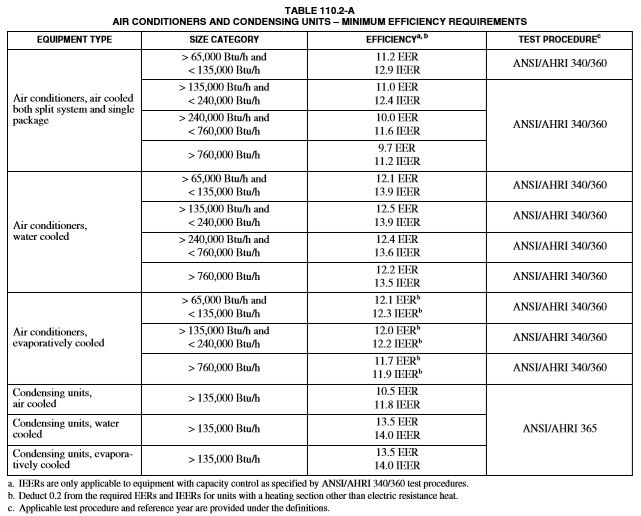 TABLE 110.2-A
AIR CONDITIONERS AND CONDENSING UNITS – MINIMUM EFFICIENCY REQUIREMENTS
EQUIPMENT TYPE SIZE CATEGORY EFFICIENCYa, b TEST PROCEDUREc
Air conditioners, air cooled
both split system and single
package
> 65,000 Btu/h and
< 135,000 Btu/h
11.2 EER
12.9 IEER
ANSI/AHRI 340/360
> 135,000 Btu/h and
< 240,000 Btu/h
11.0 EER
12.4 IEER
ANSI/AHRI 340/360
> 240,000 Btu/h and
< 760,000 Btu/h
10.0 EER
11.6 IEER
> 760,000 Btu/h
9.7 EER
11.2 IEER
Air conditioners,
water cooled
> 65,000 Btu/h and
< 135,000 Btu/h
12.1 EER
13.9 IEER
ANSI/AHRI 340/360
> 135,000 Btu/h and
< 240,000 Btu/h
12.5 EER
13.9 IEER
ANSI/AHRI 340/360
> 240,000 Btu/h and
< 760,000 Btu/h
12.4 EER
13.6 IEER
ANSI/AHRI 340/360
> 760,000 Btu/h
12.2 EER
13.5 IEER
ANSI/AHRI 340/360
Air conditioners,
evaporatively cooled
> 65,000 Btu/h and
< 135,000 Btu/h
12.1 EERb
12.3 IEERb
ANSI/AHRI 340/360
> 135,000 Btu/h and
< 240,000 Btu/h
12.0 EERb
12.2 IEERb
ANSI/AHRI 340/360
> 760,000 Btu/h
11.7 EERb
11.9 IEERb
ANSI/AHRI 340/360
Condensing units,
air cooled
> 135,000 Btu/h
10.5 EER
11.8 IEER
ANSI/AHRI 365
Condensing units, water
cooled
> 135,000 Btu/h
13.5 EER
14.0 IEER
Condensing units, evapora-
tively cooled
> 135,000 Btu/h
13.5 EER
14.0 IEER
a. IEERs are only applicable to equipment with capacity control as specified by ANSI/AHRI 340/360 test procedures.
b. Deduct 0.2 from the required EERs and IEERs for units with a heating section other than electric resistance heat.
c. Applicable test procedure and reference year are provided under the definitions.